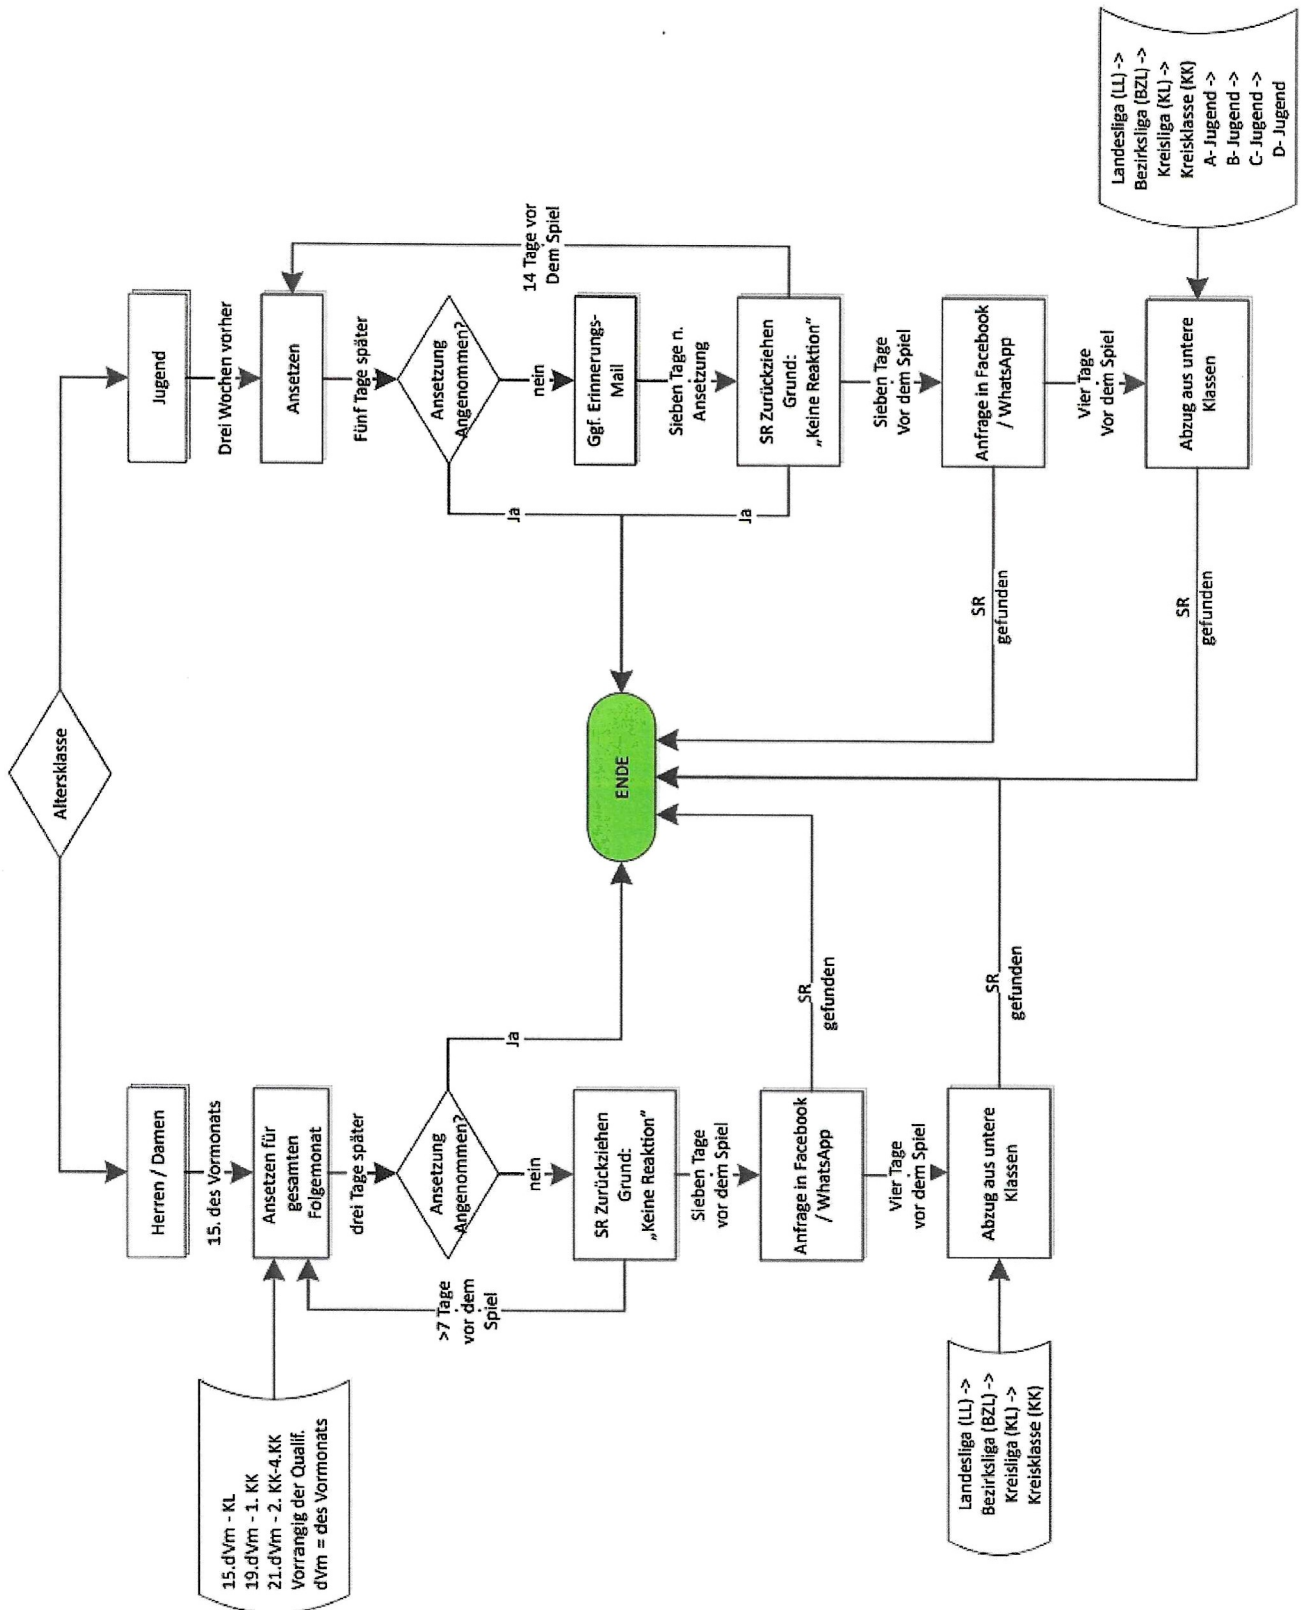 Altersklasse
Herren / Damen
15. des Vormonats
15.dVm - KL
19.dVm - 1. KK
21.dVm - 2. KK-4.KK
Vorrangig der Qualif.
dVm = des Vormonats
Ansetzen für
gesamten
Folgemonat
drei Tage später
Ansetzung
Angenommen?
Ja
nein
>7 Tage
vor dem
Spiel
SR Zurückziehen
Grund:
„Keine Reaktion“
Sieben Tage
vor dem Spiel
Anfrage in Facebook
/ WhatsApp
SR
gefunden
Vier Tage
vor dem Spiel
Landesliga (LL) ->
Bezirksliga (BZL) ->
Kreisliga (KL) ->
Kreisklasse (KK)
Abzug aus untere
Klassen
SR
gefunden
ENDE
Jugend
Drei Wochen vorher
Ansetzen
Fünf Tage später
Ansetzung
Angenommen?
Ja
nein
Ggf. Erinnerungs-
Mail
Sieben Tage n.
Ansetzung
14 Tage vor
Dem Spiel
SR Zurückziehen
Grund:
„Keine Reaktion“
Ja
Sieben Tage
Vor dem Spiel
Anfrage in Facebook
/ WhatsApp
SR
gefunden
Vier Tage
Vor dem Spiel
Abzug aus untere
Klassen
SR
gefunden
Landesliga (LL) ->
Bezirksliga (BZL) ->
Kreisliga (KL) ->
Kreisklasse (KK)
A- Jugend ->
B- Jugend ->
C- Jugend ->
D- Jugend